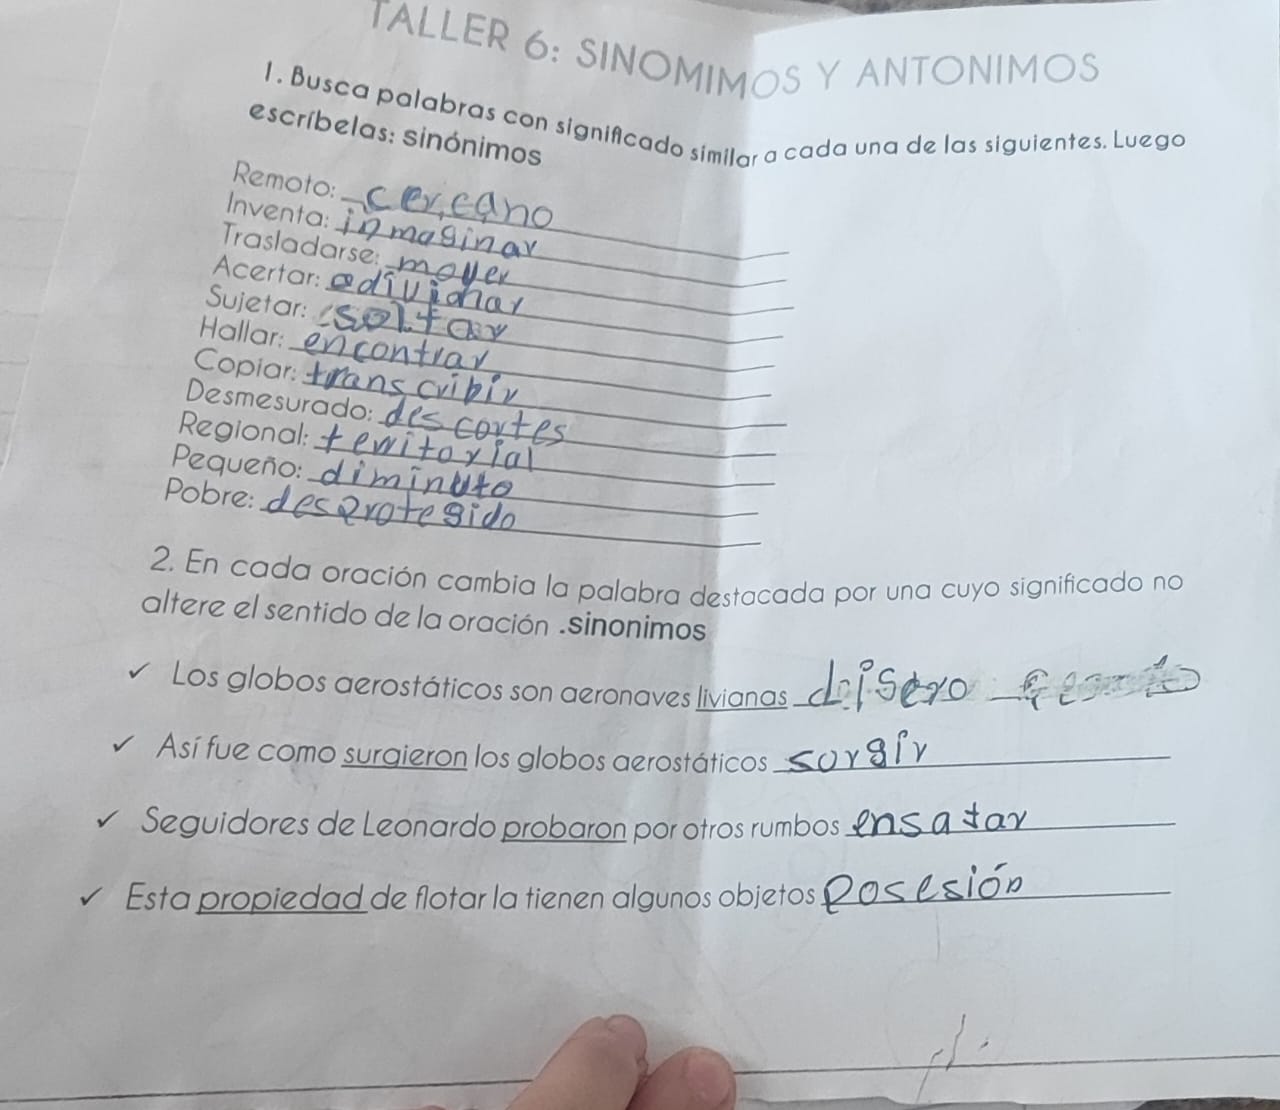 TALLER 6: SINOMIMOS Y ANTONIMOS
1. Busca palabras con significado similar a cada una de las siguientes. Luego
escríbelas: sinónimos
Remoto: cercano
Inventa: inmaginar
Trasladarse: mover
Acertar: adivinar
Sujetar: soltar
Hallar: encontrar
Copiar: transcribir
Desmesurado: descortes
Regional: territorial
Pequeño: diminuto
Pobre: desprotegido
2. En cada oración cambia la palabra destacada por una cuyo significado no
altere el sentido de la oración .sinonimos
✓ Los globos aerostáticos son aeronaves livianas
✓ Así fue como surgieron los globos aerostáticos sorgir
✓ Seguidores de Leonardo probaron por otros rumbos ensatar
✓ Esta propiedad de flotar la tienen algunos objetos posesión